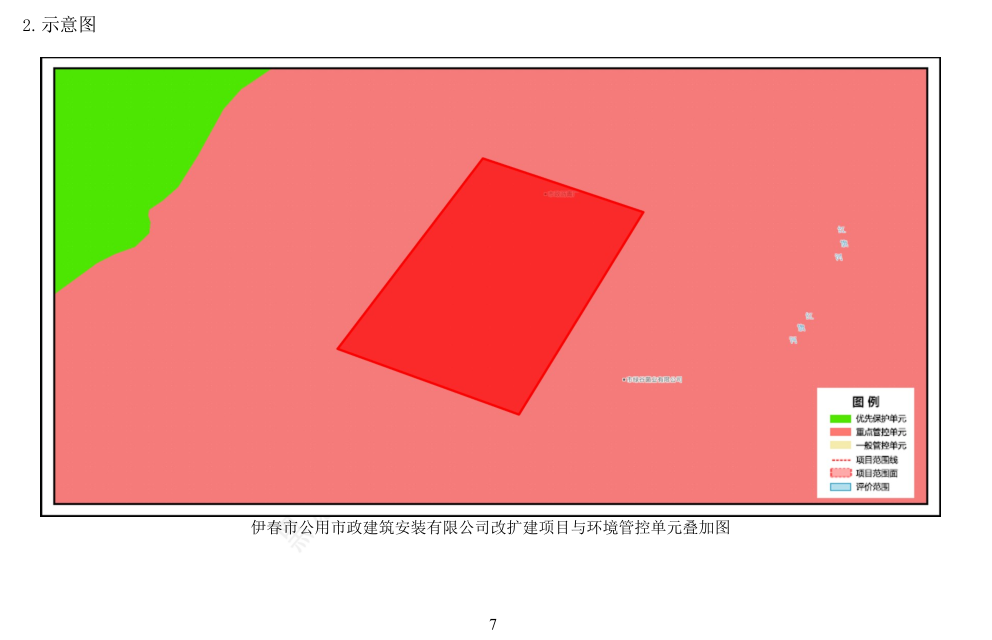 2. 示意图
图 例
优先保护单元
重点管控单元
一般管控单元
项目范围线
项目范围面
评价范围
伊春市公用市政建筑安装有限公司改扩建项目与环境管控单元叠加图
7